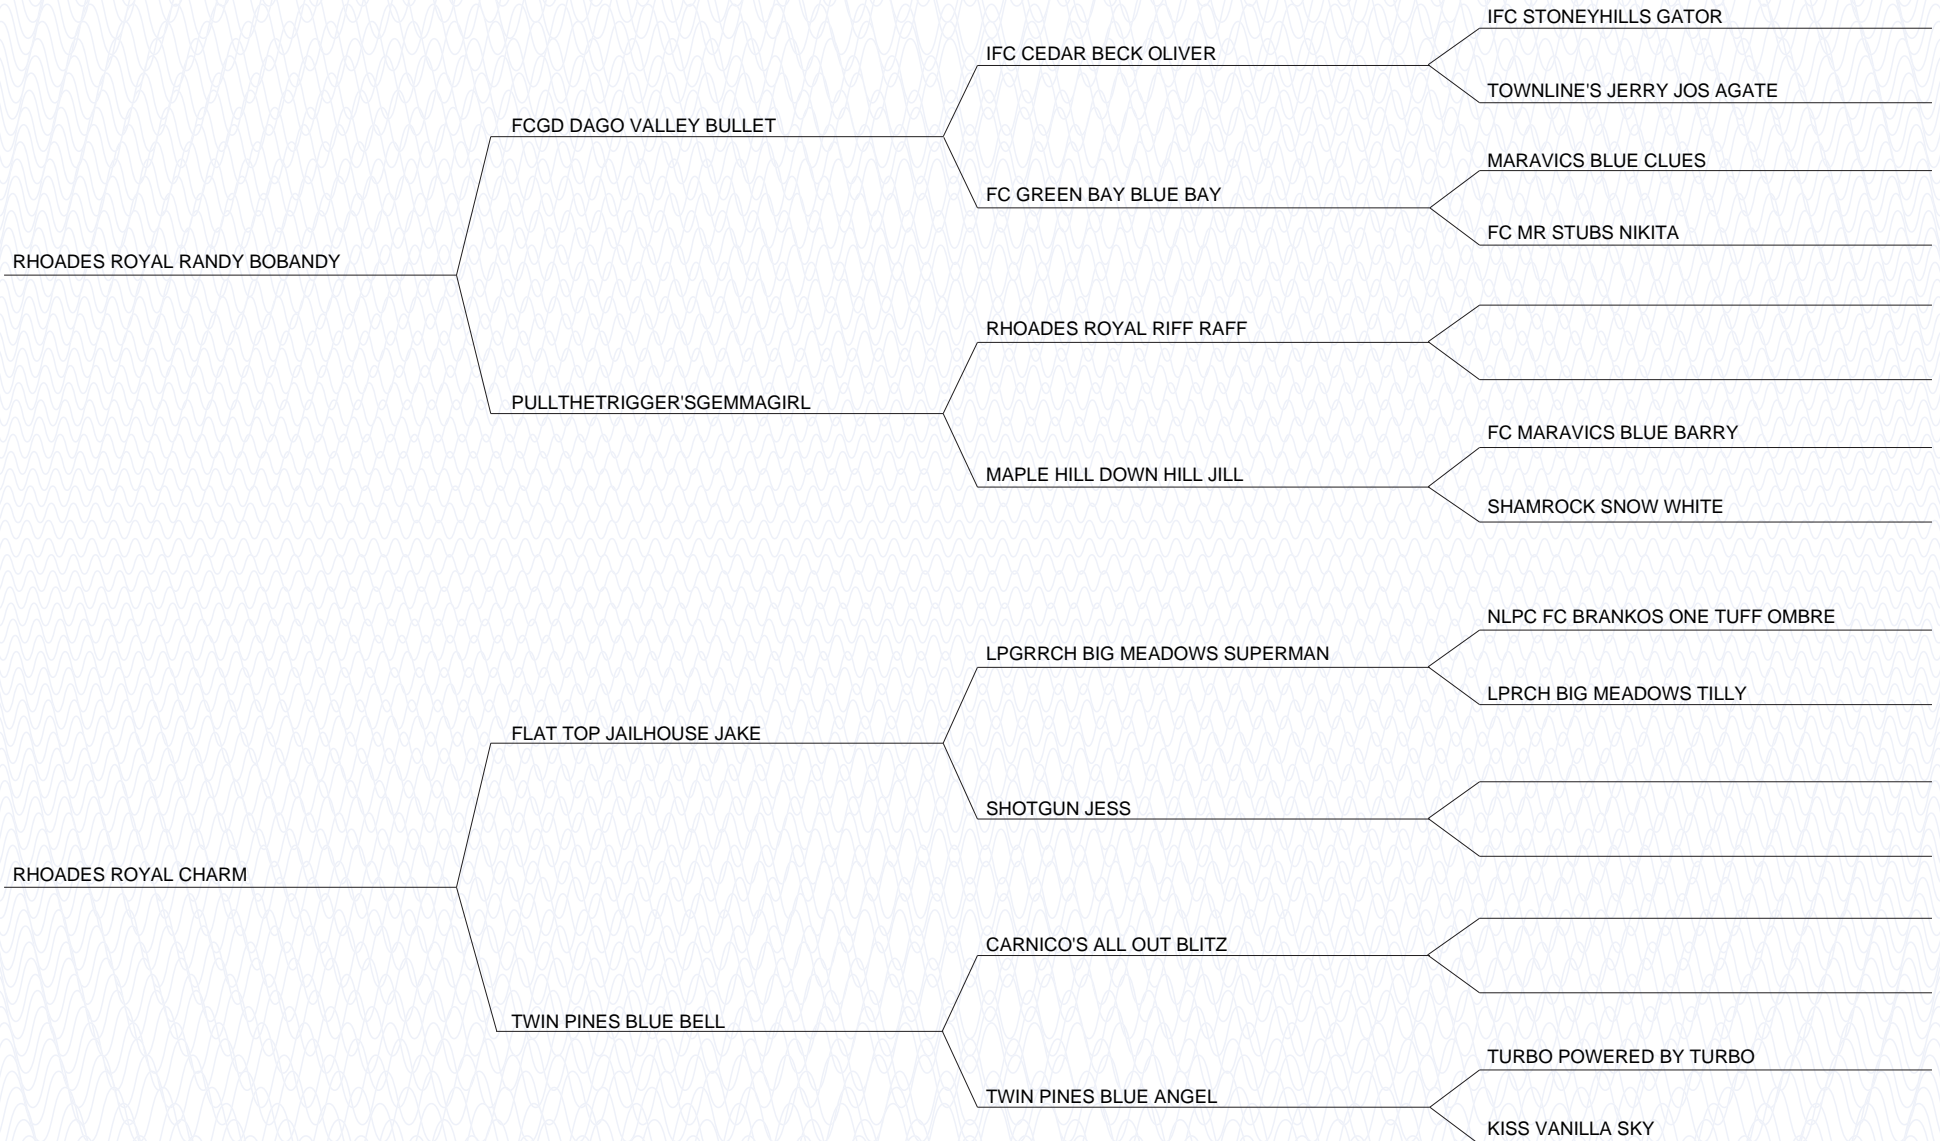 IFC STONEYHILLS GATOR
IFC CEDAR BECK OLIVER
TOWNLINE'S JERRY JOS AGATE
FCGD DAGO VALLEY BULLET
MARAVICS BLUE CLUES
FC GREEN BAY BLUE BAY
FC MR STUBS NIKITA
RHOADES ROYAL RANDY BOBANDY
RHOADES ROYAL RIFF RAFF
PULLTHETRIGGER'SGEMMAGIRL
FC MARAVICS BLUE BARRY
MAPLE HILL DOWN HILL JILL
SHAMROCK SNOW WHITE
NLPC FC BRANKOS ONE TUFF OMBRE
LPGRRCH BIG MEADOWS SUPERMAN
LPRCH BIG MEADOWS TILLY
FLAT TOP JAILHOUSE JAKE
SHOTGUN JESS
RHOADES ROYAL CHARM
CARNICO'S ALL OUT BLITZ
TWIN PINES BLUE BELL
TURBO POWERED BY TURBO
TWIN PINES BLUE ANGEL
KISS VANILLA SKY